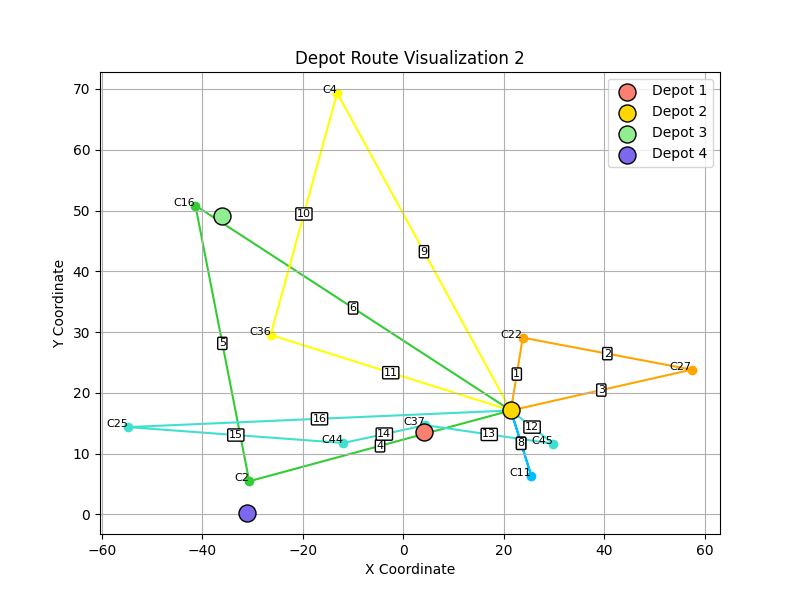 Depot Route Visualization 2
Depot 1
Depot 2
Depot 3
Depot 4
Y Coordinate
70
60
50
40
30
20
10
0
C4
C16
10
9
6
5
C36
C22
2
1
C27
11
3
16
C25
C37
12
15
C44
14
13
C45
4
8
C2
C11
−60
−40
−20
0
20
40
60
X Coordinate